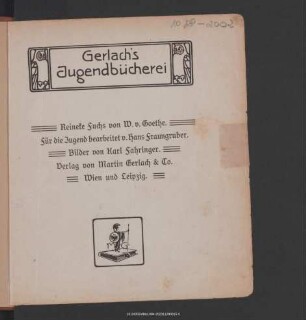 Gerlach's
Jugendbücherei
Reineke Fuchs von W. v. Goethe.
Für die Jugend bearbeitet v. Hans Fraungruber.
Bilder von Karl Fahringer.
Verlag von Martin Gerlach & Co.
Wien und Leipzig.